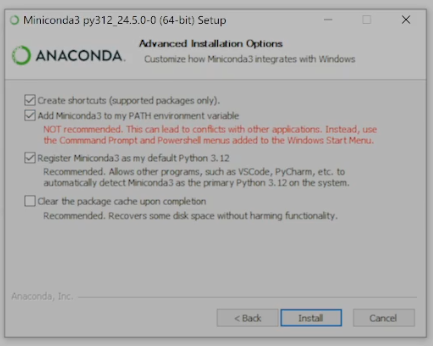 Miniconda3 py312_24.5.0-0 (64-bit) Setup
ANACONDA.
Advanced Installation Options
Customize how Miniconda3 integrates with Windows
Create shortcuts (supported packages only).
Add Miniconda3 to my PATH environment variable
NOT recommended. This can lead to conflicts with other applications. Instead, use
the Commmand Prompt and Powershell menus added to the Windows Start Menu.
Register Miniconda3 as my default Python 3.12
Recommended. Allows other programs, such as VSCode, PyCharm, etc. to
automatically detect Miniconda3 as the primary Python 3.12 on the system.
Clear the package cache upon completion
Recommended. Recovers some disk space without harming functionality.
Anaconda, Inc.
< Back
Install
Cancel